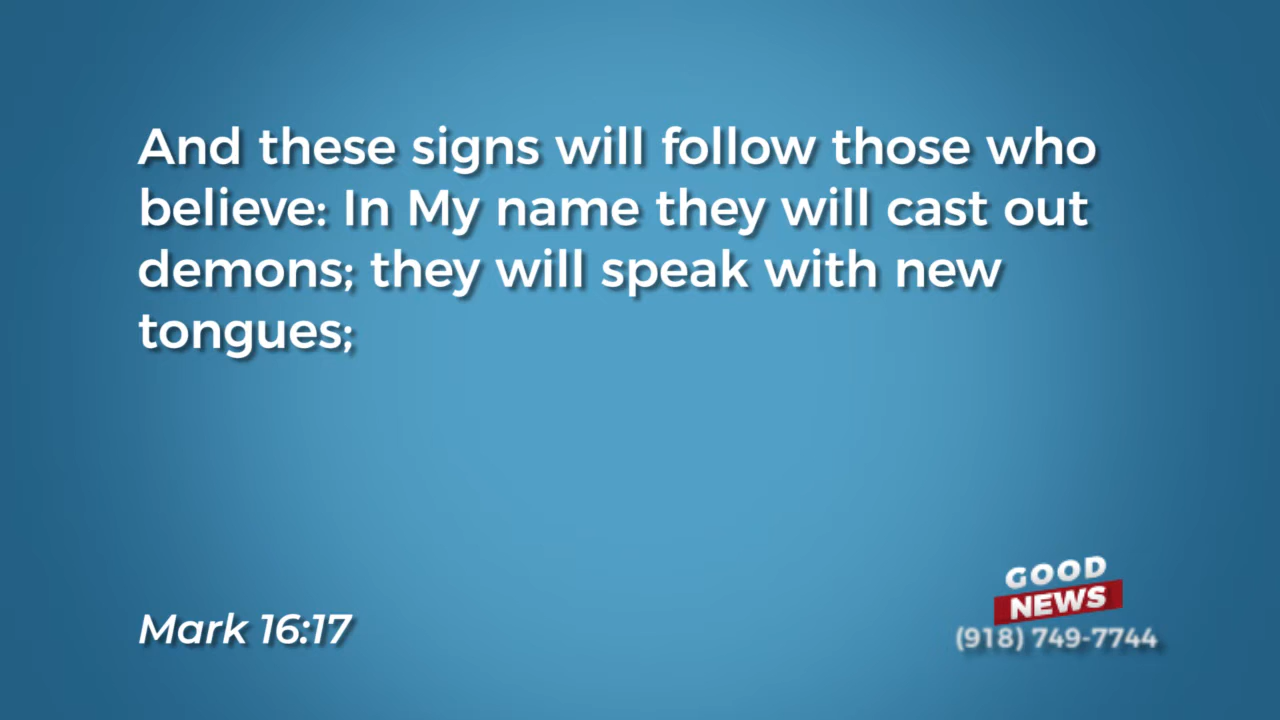 And these signs will follow those who
believe: In My name they will cast out
demons; they will speak with new
tongues;
Mark 16:17
GOOD
NEWS
(918) 749-7744